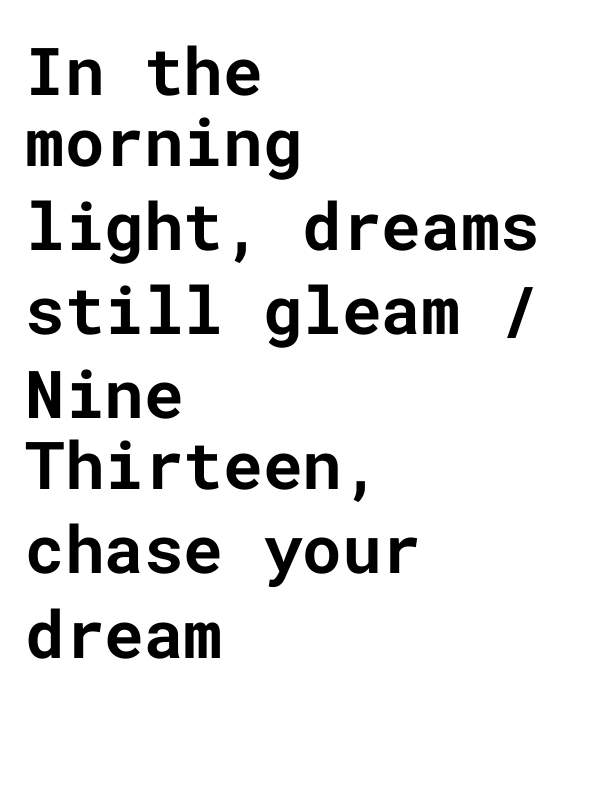 In the
morning
light, dreams
still gleam /
Nine
Thirteen,
chase your
dream